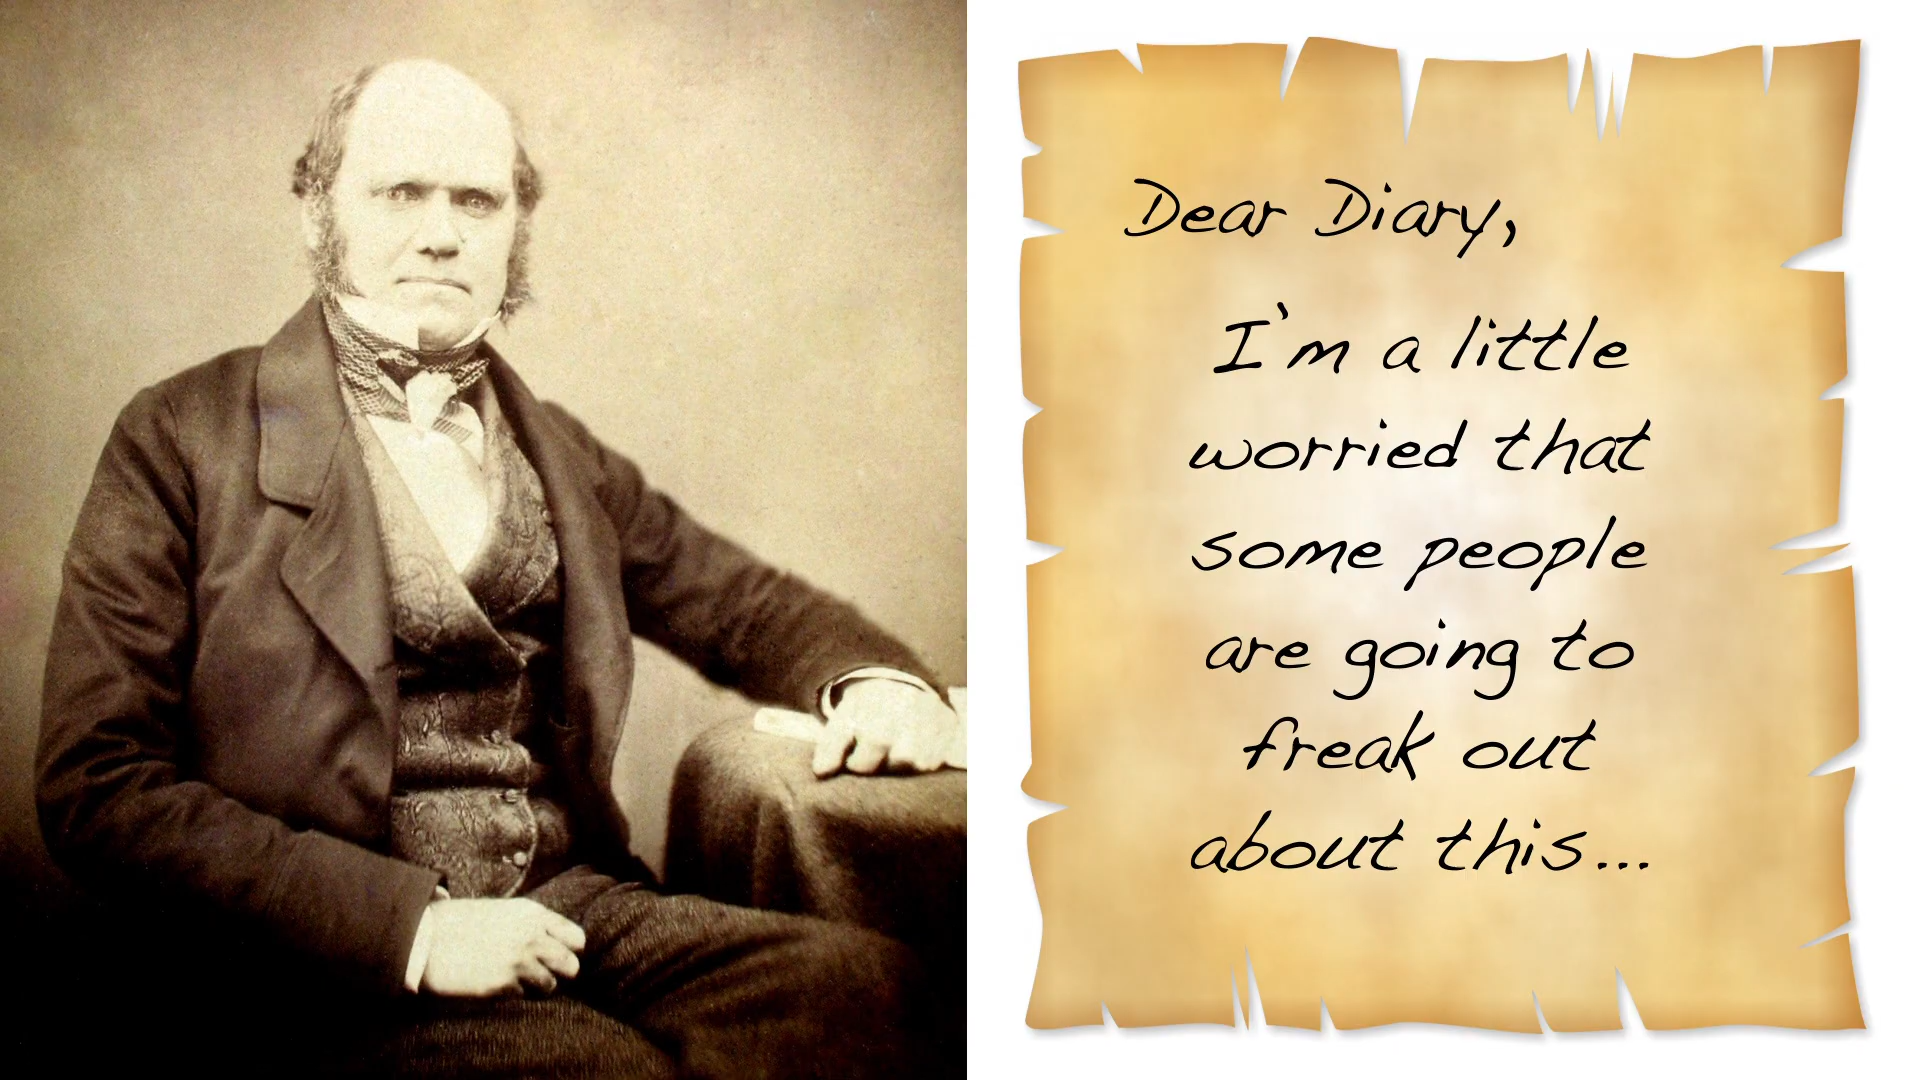 Dear Diary,
I'm a little
worried that
some people
are going to
freak out
about this...